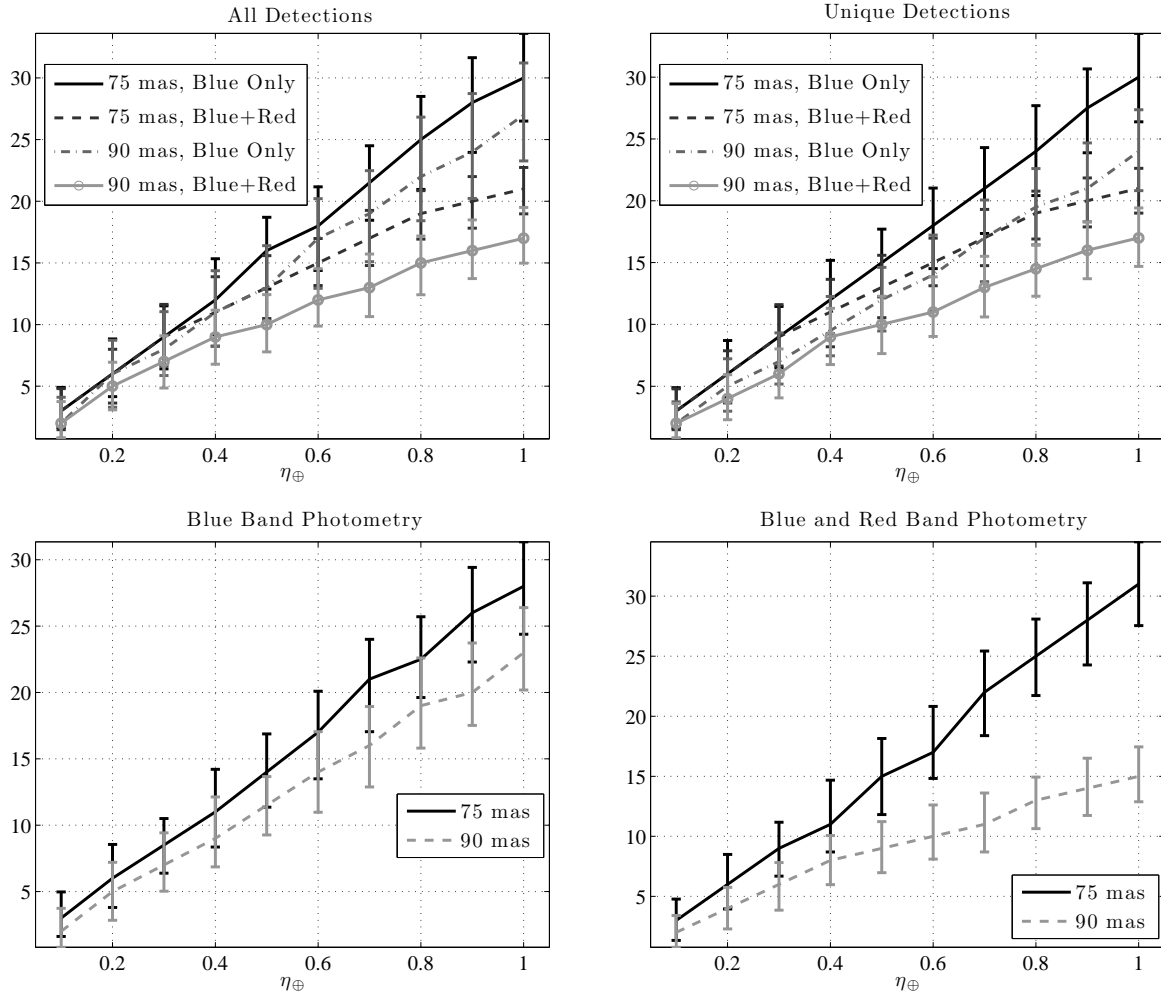 All Detections
30
25
20
15
10
5
75 mas, Blue Only
75 mas, Blue+Red
90 mas, Blue Only
90 mas, Blue+Red
0.2 0.4 0.6 0.8 1
η⊕
Unique Detections
30
25
20
15
10
5
75 mas, Blue Only
75 mas, Blue+Red
90 mas, Blue Only
90 mas, Blue+Red
0.2 0.4 0.6 0.8 1
η⊕
Blue Band Photometry
30
25
20
15
10
5
75 mas
90 mas
0.2 0.4 0.6 0.8 1
η⊕
Blue and Red Band Photometry
30
25
20
15
10
5
75 mas
90 mas
0.2 0.4 0.6 0.8 1
η⊕